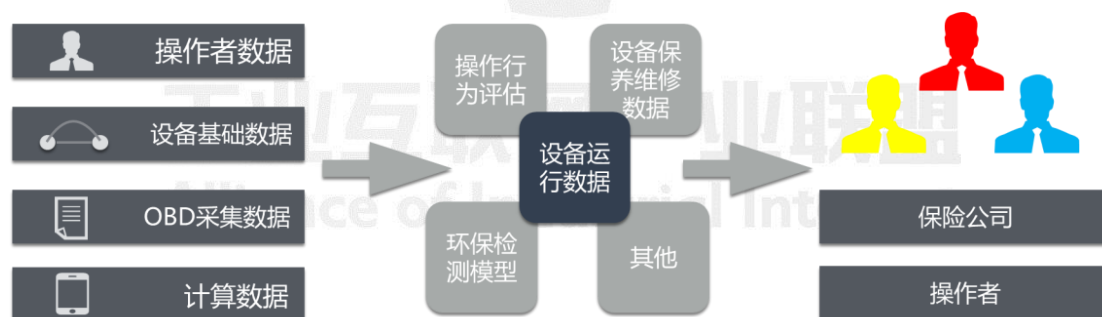 操作者数据
设备基础数据
OBD采集数据
计算数据
操作行
为评估
设备保
养维修
数据
设备运
行数据
环保检
测模型
其他
保险公司
操作者